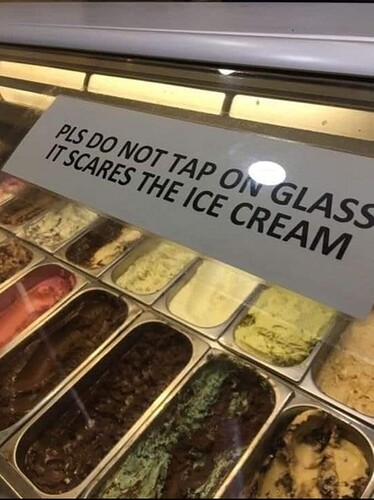 PLS DO NOT TAP ON GLASS
IT SCARES THE ICE CREAM